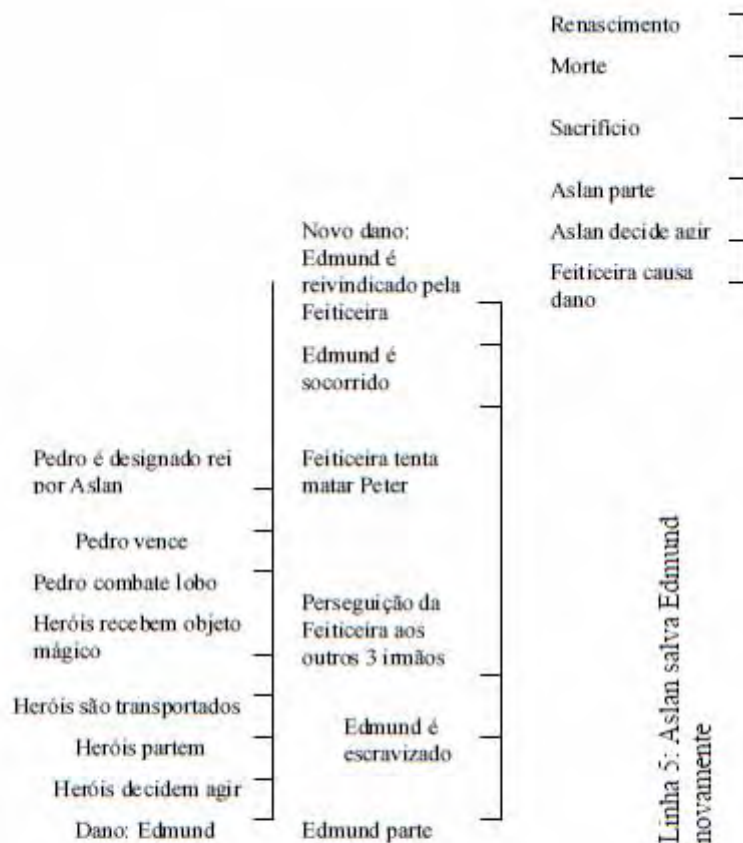 Renascimento
Morte
Sacrifício
Aslan parte
Aslan decide agir
Feiticeira causa
dano
Novo dano:
Edmund é
reivindicado pela
Feiticeira
Edmund é
socorrido
Feiticeira tenta
matar Peter
Perseguição da
Feiticeira aos
outros 3 irmãos
Edmund é
escravizado
Edmund parte
Pedro é designado rei
por Aslan
Pedro vence
Pedro combate lobo
Heróis recebem objeto
mágico
Heróis são transportados
Heróis partem
Heróis decidem agir
Dano: Edmund
Linha 5: Aslan salva Edmund
novamente